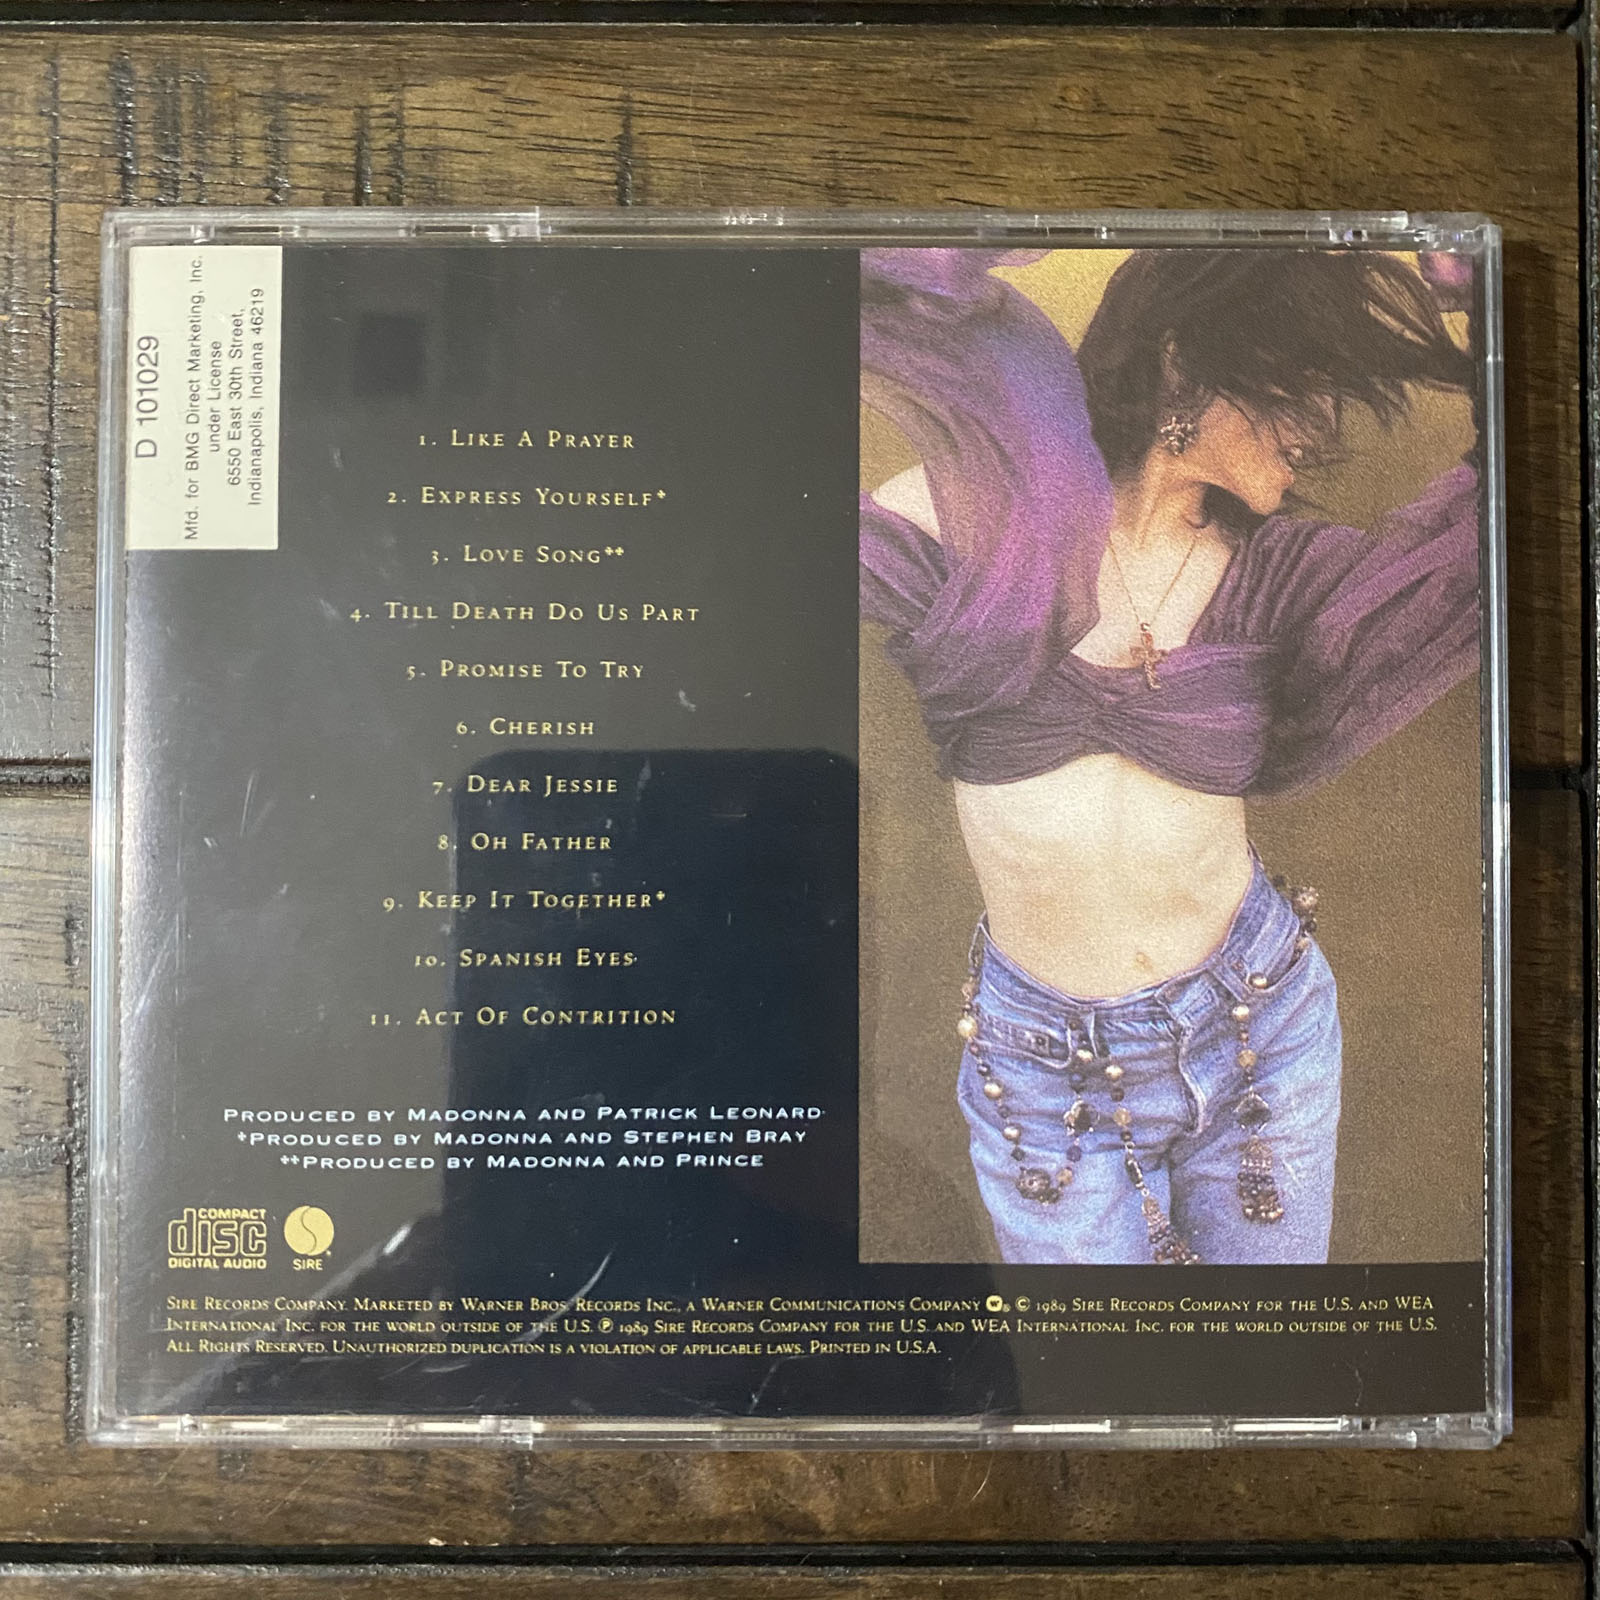 D 101029
Mfd. for BMG Direct Marketing, Inc.
under License
6550 East 30th Street,
Indianapolis, Indiana 46219
1. LIKE A PRAYER
2. EXPRESS YOURSELF*
3. LOVE SONG**
4. TILL DEATH DO US PART
5. PROMISE TO TRY
6. CHERISH
7. DEAR JESSIE
8. OH FATHER
9. KEEP IT TOGETHER*
10. SPANISH EYES
11. ACT OF CONTRITION
PRODUCED BY MADONNA AND PATRICK LEONARD
*PRODUCED BY MADONNA AND STEPHEN BRAY
**PRODUCED BY MADONNA AND PRINCE
COMPACT
disc
DIGITAL AUDIO
SIRE
SIRE RECORDS COMPANY. MARKETED BY WARNER BROS. RECORDS INC., A WARNER COMMUNICATIONS COMPANY W ® © 1989 SIRE RECORDS COMPANY FOR THE U.S. AND WEA
INTERNATIONAL INC. FOR THE WORLD OUTSIDE OF THE U.S. ℗ 1989 SIRE RECORDS COMPANY FOR THE U.S. AND WEA INTERNATIONAL INC. FOR THE WORLD OUTSIDE OF THE U.S.
ALL RIGHTS RESERVED. UNAUTHORIZED DUPLICATION IS A VIOLATION OF APPLICABLE LAWS. PRINTED IN U.S.A.